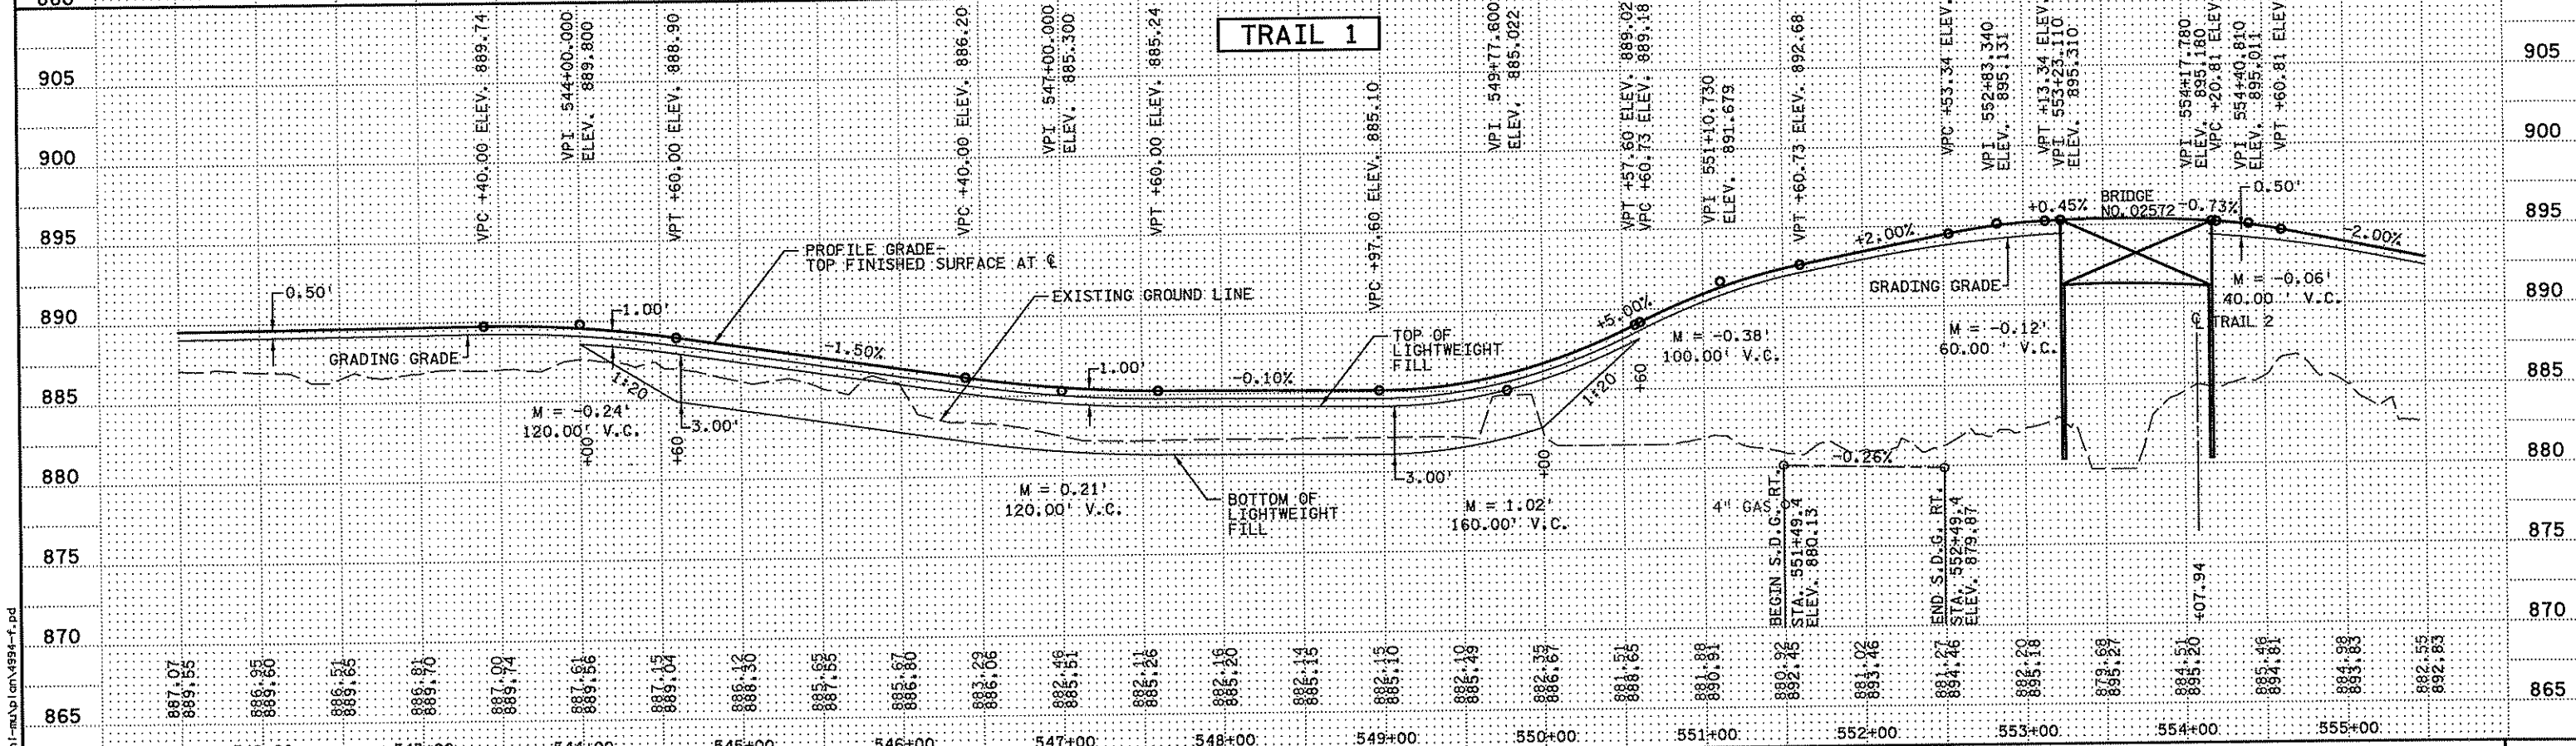 TRAIL 1
905
900
895
890
885
880
875
870
865
905
900
895
890
885
880
875
870
865
VPC +40.00 ELEV. 889.74
VPI 544+00.000
ELEV. 889.800
VPT +60.00 ELEV. 888.90
VPC +40.00 ELEV. 886.20
VPI 547+00.000
ELEV. 885.300
VPT +60.00 ELEV. 885.24
VPC +97.60 ELEV. 885.10
VPI 549+77.600
ELEV. 885.022
VPT +57.60 ELEV. 889.02
VPC +60.73 ELEV. 889.18
VPI 551+10.730
ELEV. 891.679
VPT +60.73 ELEV. 892.68
VPC +53.34 ELEV.
VPI 552+83.340
ELEV. 895.131
VPT +13.34 ELEV.
VPI 553+23.110
ELEV. 895.310
VPI 554+17.780
ELEV. 895.180
VPC +20.81 ELEV
VPI 554+40.810
ELEV. 895.011
VPT +60.81 ELEV
0.50'
GRADING GRADE
1.00'
PROFILE GRADE-
TOP FINISHED SURFACE AT ℄
EXISTING GROUND LINE
-1.50%
1:20
M = -0.24'
120.00' V.C.
+00
+60
3.00'
1.00'
-0.10%
TOP OF
LIGHTWEIGHT
FILL
M = 0.21'
120.00' V.C.
BOTTOM OF
LIGHTWEIGHT
FILL
3.00'
M = 1.02'
160.00' V.C.
+00
1:20
+60
+5.00%
M = -0.38'
100.00' V.C.
+2.00%
GRADING GRADE
M = -0.12'
60.00 ' V.C.
+0.45%
BRIDGE
NO. 02572
-0.73%
0.50'
-2.00%
M = -0.06'
40.00 ' V.C.
℄ TRAIL 2
+07.94
4" GAS
-0.26%
BEGIN S.D.G. RT.
STA. 551+49.4
ELEV. 880.13
END S.D.G. RT.
STA. 552+49.4
ELEV. 879.87
887.07
889.55
886.95
889.60
886.51
889.65
886.81
889.70
887.00
889.74
887.61
889.56
887.15
889.04
886.12
888.30
885.65
887.55
885.67
886.80
883.29
886.06
882.46
885.51
882.11
885.26
882.16
885.20
882.14
885.15
882.15
885.10
882.10
885.49
882.35
886.67
881.51
888.65
881.88
890.91
880.92
892.45
881.02
893.46
881.27
894.46
882.20
895.18
879.68
895.27
884.51
895.20
885.46
894.81
884.98
893.83
882.55
892.83
544+00
545+00
546+00
547+00
548+00
549+00
550+00
551+00
552+00
553+00
554+00
555+00